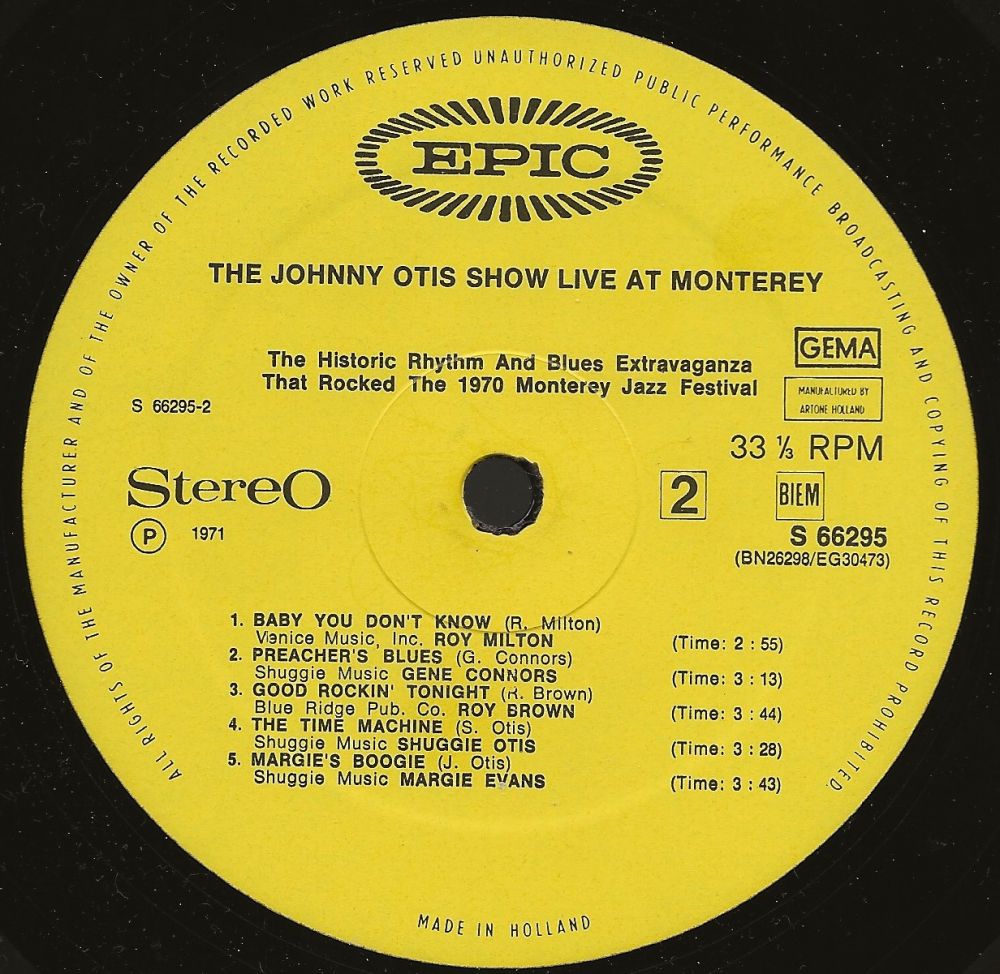 ALL RIGHTS OF THE MANUFACTURER AND OF THE OWNER OF THE RECORDED WORK RESERVED UNAUTHORIZED PUBLIC PERFORMANCE BROADCASTING AND COPYING OF THIS RECORD PROHIBITED.
EPIC
THE JOHNNY OTIS SHOW LIVE AT MONTEREY
The Historic Rhythm And Blues Extravaganza
That Rocked The 1970 Monterey Jazz Festival
GEMA
MANUFACTURED BY
ARTONE HOLLAND
S 66295-2
33 ⅓ RPM
Stereo
2
BIEM
P 1971
S 66295
(BN26298/EG30473)
1. BABY YOU DON'T KNOW (R. Milton)
Venice Music, Inc. ROY MILTON (Time: 2 : 55)
2. PREACHER'S BLUES (G. Connors)
Shuggie Music GENE CONNORS (Time: 3 : 13)
3. GOOD ROCKIN' TONIGHT (R. Brown)
Blue Ridge Pub. Co. ROY BROWN (Time: 3 : 44)
4. THE TIME MACHINE (S. Otis)
Shuggie Music SHUGGIE OTIS (Time: 3 : 28)
5. MARGIE'S BOOGIE (J. Otis)
Shuggie Music MARGIE EVANS (Time: 3 : 43)
MADE IN HOLLAND